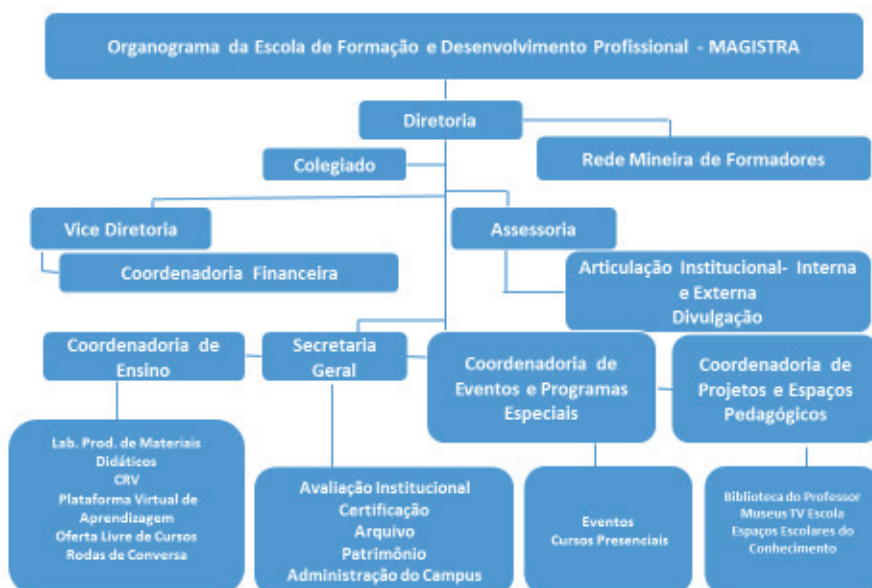 Organograma da Escola de Formação e Desenvolvimento Profissional - MAGISTRA
Diretoria
Colegiado
Rede Mineira de Formadores
Vice Diretoria
Assessoria
Coordenadoria Financeira
Articulação Institucional- Interna
e Externa
Divulgação
Coordenadoria de
Ensino
Secretaria
Geral
Coordenadoria de
Eventos e Programas
Especiais
Coordenadoria de
Projetos e Espaços
Pedagógicos
Lab. Prod. de Materiais
Didáticos
CRV
Plataforma Virtual de
Aprendizagem
Oferta Livre de Cursos
Rodas de Conversa
Avaliação Institucional
Certificação
Arquivo
Patrimônio
Administração do Campus
Eventos
Cursos Presenciais
Biblioteca do Professor
Museus TV Escola
Espaços Escolares do
Conhecimento